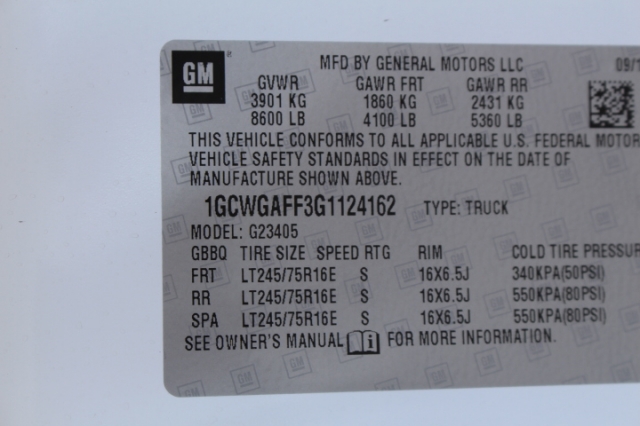 GM MFD BY GENERAL MOTORS LLC 09/1
GVWR GAWR FRT GAWR RR
3901 KG 1860 KG 2431 KG
8600 LB 4100 LB 5360 LB
THIS VEHICLE CONFORMS TO ALL APPLICABLE U.S. FEDERAL MOTOR
VEHICLE SAFETY STANDARDS IN EFFECT ON THE DATE OF
MANUFACTURE SHOWN ABOVE.
1GCWGAFF3G1124162 TYPE: TRUCK
MODEL: G23405
GBBQ TIRE SIZE SPEED RTG RIM COLD TIRE PRESSUR
FRT LT245/75R16E S 16X6.5J 340KPA(50PSI)
RR LT245/75R16E S 16X6.5J 550KPA(80PSI)
SPA LT245/75R16E S 16X6.5J 550KPA(80PSI)
SEE OWNER'S MANUAL i FOR MORE INFORMATION.